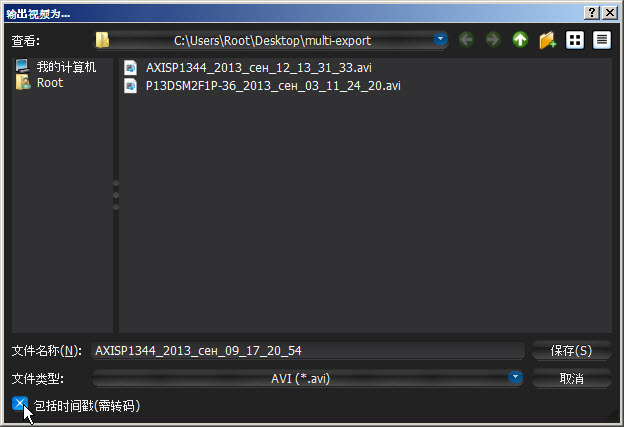 输出视频为...
查看: C:\Users\Root\Desktop\multi-export
我的计算机
Root
AXISP1344_2013_сен_12_13_31_33.avi
P13DSM2F1P-36_2013_сен_03_11_24_20.avi
文件名称(N): AXISP1344_2013_сен_09_17_20_54 保存(S)
文件类型: AVI (*.avi) 取消
包括时间戳(需转码)